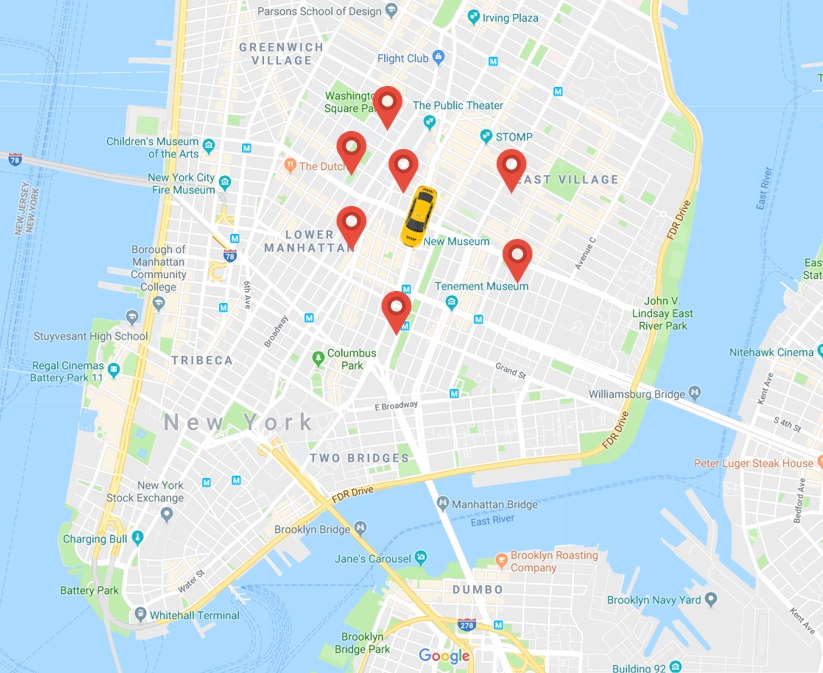 Parsons School of Design
Irving Plaza
GREENWICH
VILLAGE
Flight Club
Washing
Square Pa
The Public Theater
Children's Museum
of the Arts
STOMP
78
The Dutc
New York City
Fire Museum
EAST VILLAGE
NEW JERSEY
NEW YORK
East River
FDR Drive
LOWER
MANHATTAN
New Museum
Borough of
Manhattan
Community
College
78
Avenue C
6th Ave
Tenement Museum
John V.
Lindsay East
River Park
Broadway
Stuyvesant High School
TRIBECA
Columbus
Park
Nitehawk Cinema
Regal Cinemas
Battery Park 11
Grand St
Kent Ave
Williamsburg Bridge
E Broadway
New York
S 4th St
FDR Drive
TWO BRIDGES
Peter Luger Steak House
New York
Stock Exchange
FDR Drive
Bedford Ave
Manhattan Bridge
East River
Brooklyn Bridge
Charging Bull
Jane's Carousel
Brooklyn Roasting
Company
Water St
Battery Park
DUMBO
Brooklyn Navy Yard
Whitehall Terminal
Kent Ave
278
Brooklyn
Bridge Park
Google
Building 92